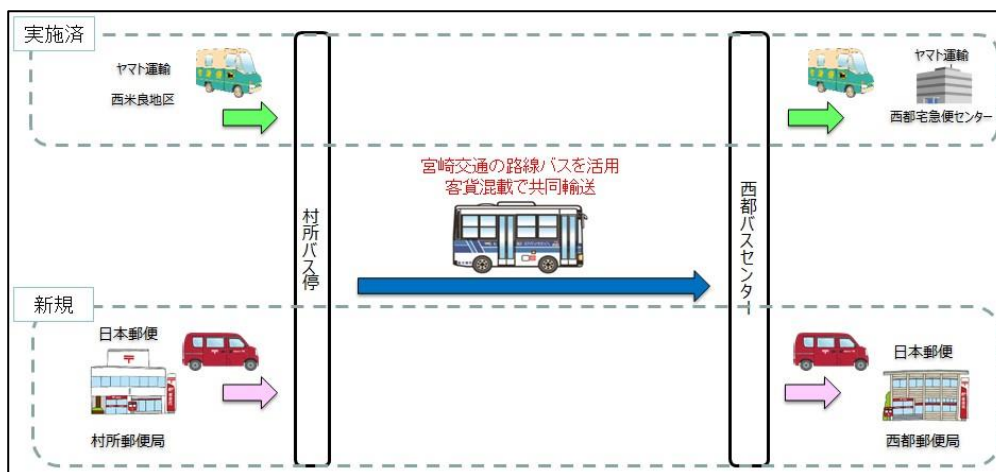 実施済
ヤマト運輸
西米良地区
ヤマト運輸
西都宅急便センター
宮崎交通の路線バスを活用
客貨混載で共同輸送
村所バス停
西都バスセンター
新規
日本郵便
村所郵便局
日本郵便
西都郵便局